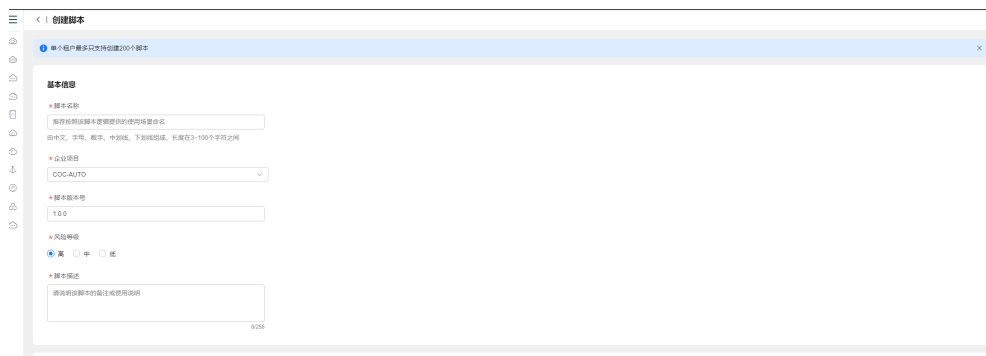 创建脚本
单个租户最多只支持创建200个脚本
基本信息
*脚本名称
推荐按照该脚本逻辑提供的使用场景命名
由中文、字母、数字、中划线、下划线组成，长度在3~100个字符之间
*企业项目
COC-AUTO
*脚本版本号
1.0.0
*风险等级
高 中 低
*脚本描述
请说明该脚本的备注或使用说明
0/256